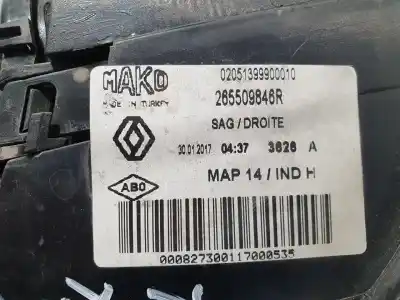 MAKO
MADE IN TURKEY
02051399900010
265509846R
SAG / DROITE
30.01.2017 04:37 3626 A
ABO
MAP 14 / IND H
000827300117000535